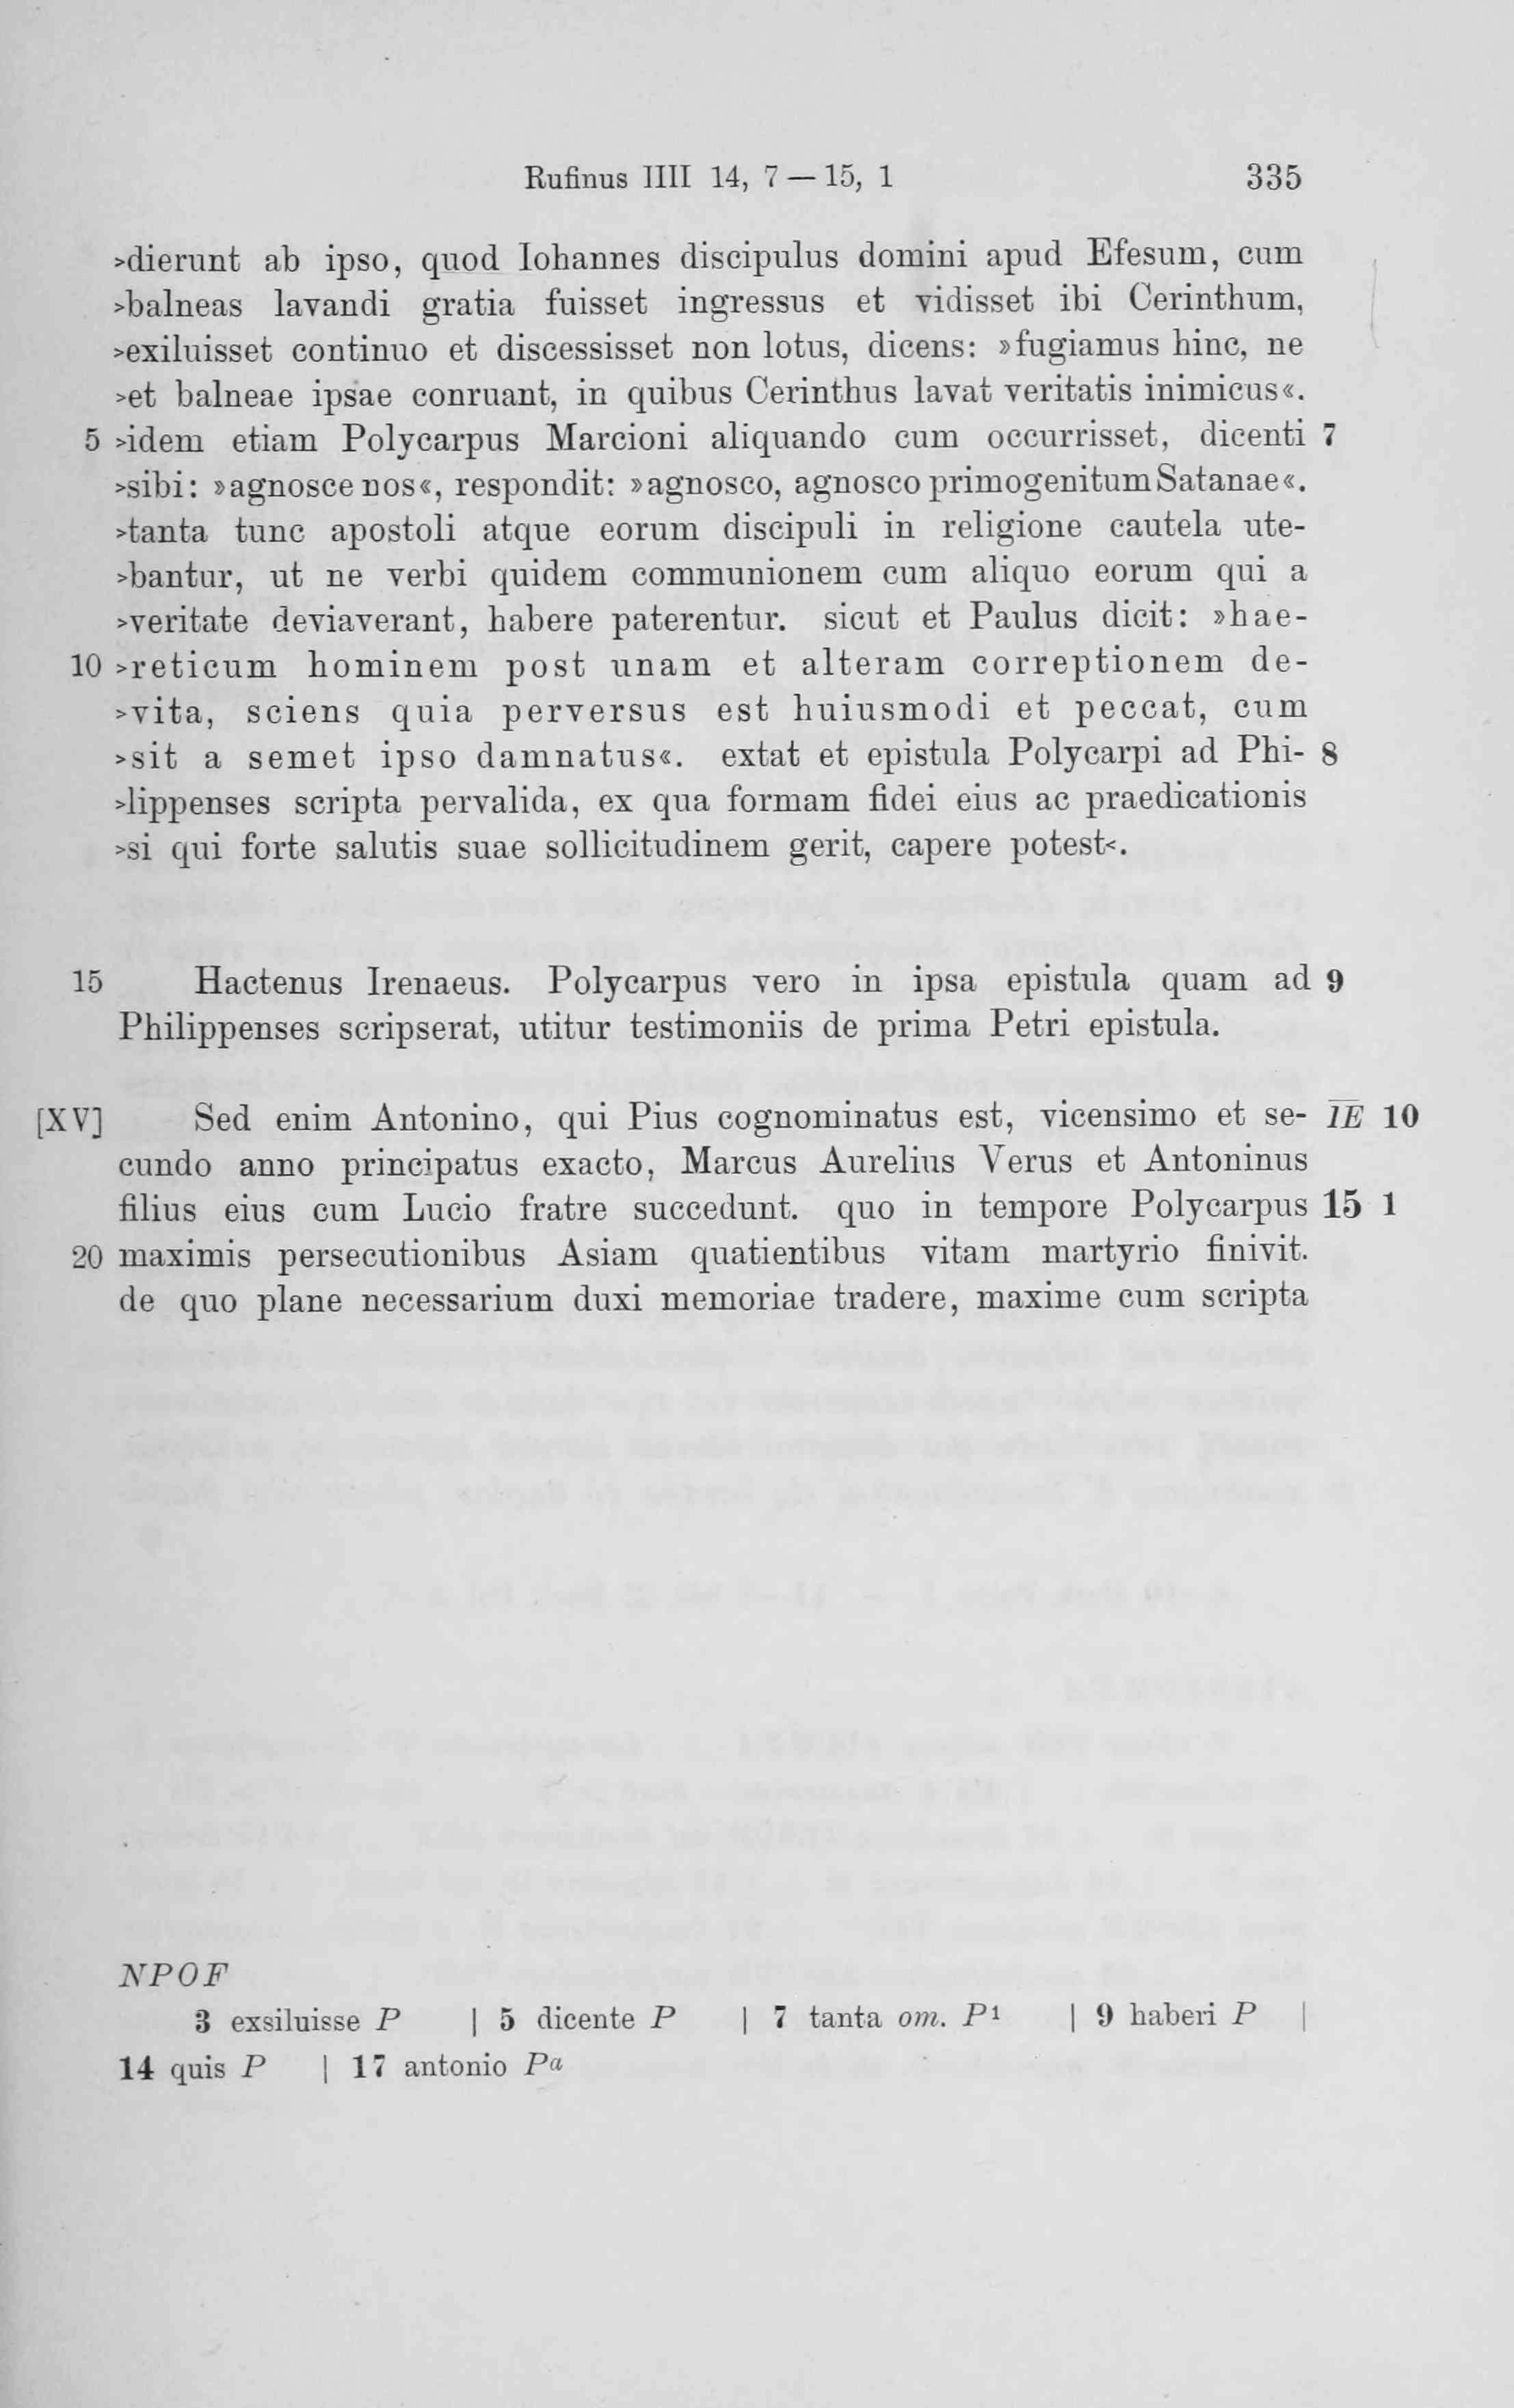 Rufinus IIII 14, 7 — 15, 1 335
>dierunt ab ipso, quod Iohannes discipulus domini apud Efesum, cum
>balneas lavandi gratia fuisset ingressus et vidisset ibi Cerinthum,
>exiluisset continuo et discessisset non lotus, dicens: »fugiamus hinc, ne
>et balneae ipsae conruant, in quibus Cerinthus lavat veritatis inimicus«.
5 >idem etiam Polycarpus Marcioni aliquando cum occurrisset, dicenti 7
>sibi: »agnosce nos«, respondit: »agnosco, agnosco primogenitum Satanae«.
>tanta tunc apostoli atque eorum discipuli in religione cautela ute-
>bantur, ut ne verbi quidem communionem cum aliquo eorum qui a
>veritate deviaverant, habere paterentur. sicut et Paulus dicit: »hae-
10 >reticum hominem post unam et alteram correptionem de-
>vita, sciens quia perversus est huiusmodi et peccat, cum
>sit a semet ipso damnatus«. extat et epistula Polycarpi ad Phi- 8
>lippenses scripta pervalida, ex qua formam fidei eius ac praedicationis
>si qui forte salutis suae sollicitudinem gerit, capere potest<.
15 Hactenus Irenaeus. Polycarpus vero in ipsa epistula quam ad 9
Philippenses scripserat, utitur testimoniis de prima Petri epistula.
[XV] Sed enim Antonino, qui Pius cognominatus est, vicensimo et se- I̅E̅ 10
cundo anno principatus exacto, Marcus Aurelius Verus et Antoninus
filius eius cum Lucio fratre succedunt. quo in tempore Polycarpus 15 1
20 maximis persecutionibus Asiam quatientibus vitam martyrio finivit.
de quo plane necessarium duxi memoriae tradere, maxime cum scripta
NPOF
3 exsiluisse P | 5 dicente P | 7 tanta om. P¹ | 9 haberi P |
14 quis P | 17 antonio Pᵃ